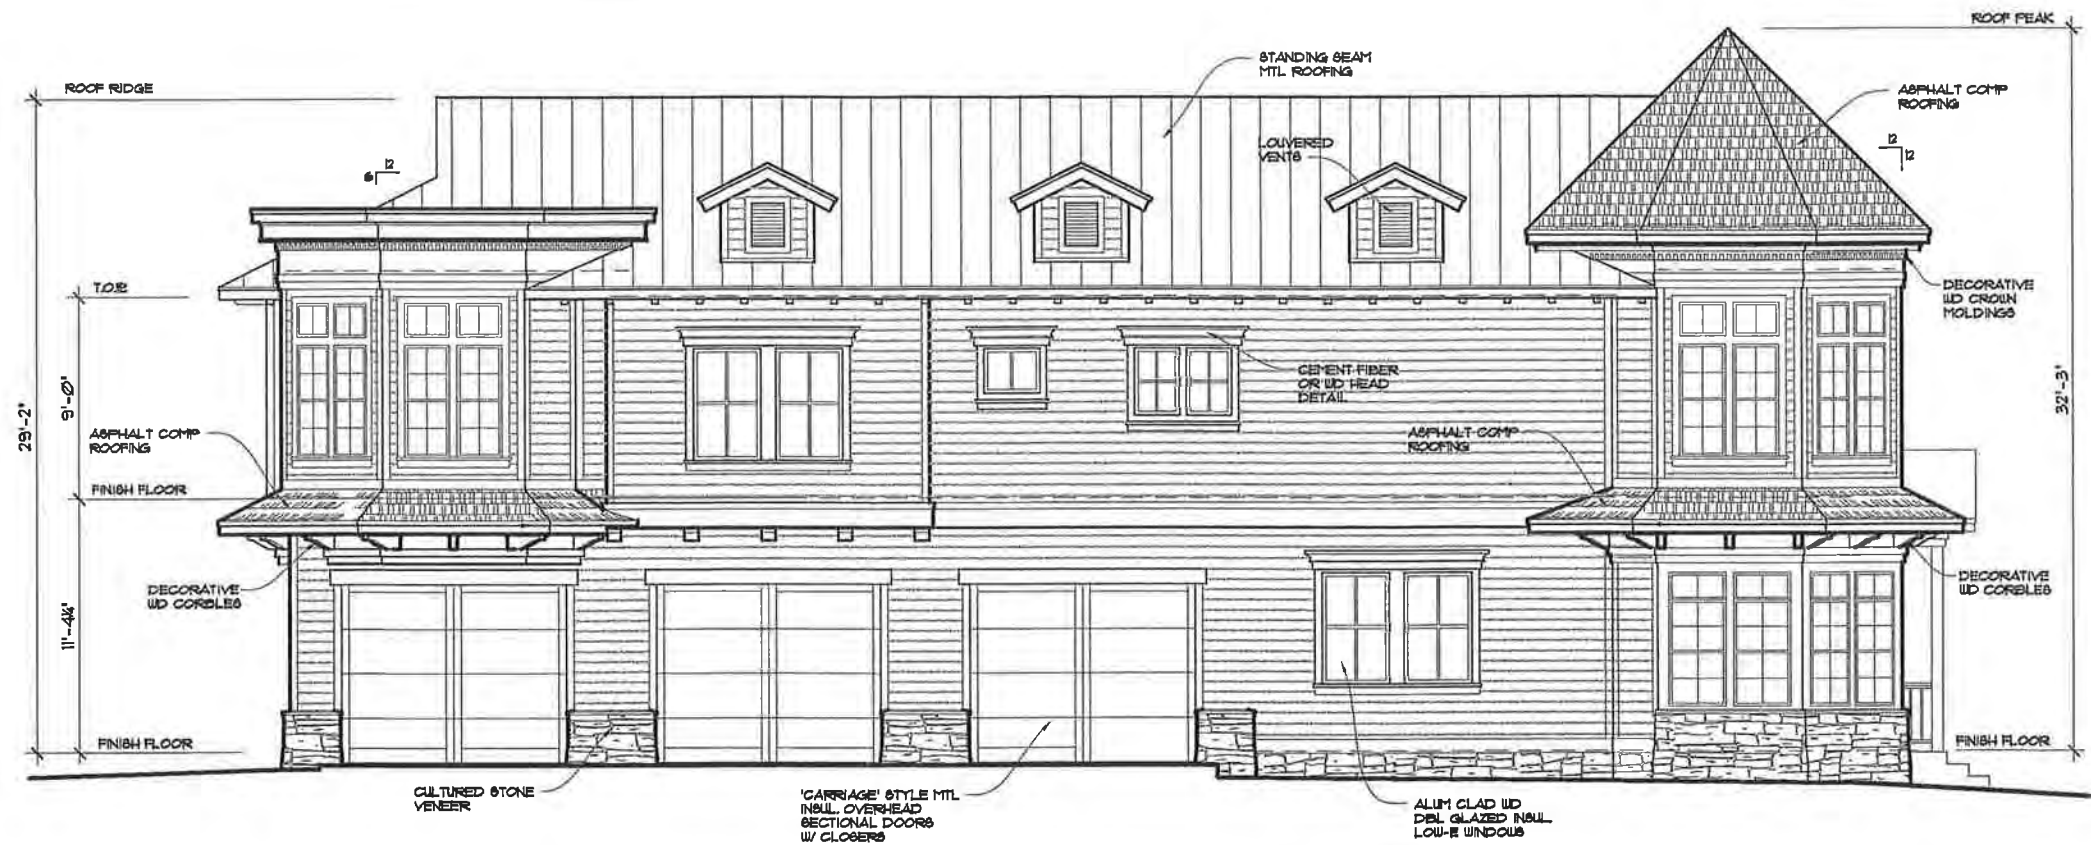 ROOF PEAK
STANDING SEAM
MTL ROOFING
ROOF RIDGE
ASPHALT COMP
ROOFING
LOUVERED
VENTS
12
6
12
12
T.O.P.
DECORATIVE
WD CROWN
MOLDINGS
CEMENT FIBER
OR WD HEAD
DETAIL
9'-0"
29'-2"
32'-3"
ASPHALT COMP
ROOFING
ASPHALT COMP
ROOFING
FINISH FLOOR
DECORATIVE
WD CORBLES
DECORATIVE
WD CORBLES
FINISH FLOOR
FINISH FLOOR
CULTURED STONE
VENEER
'CARRIAGE' STYLE MTL
INSUL. OVERHEAD
SECTIONAL DOORS
W/ CLOSERS
ALUM CLAD WD
DBL GLAZED INSUL
LOW-E WINDOWS